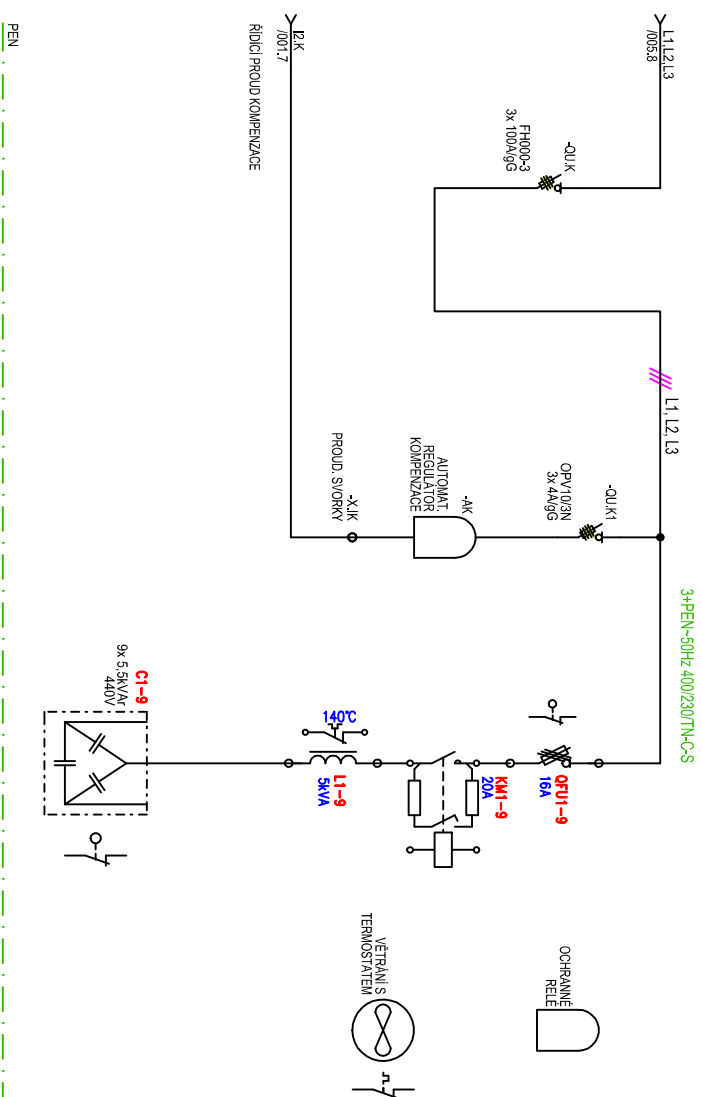 L1,L2,L3
/005.8
-QU.K
FH000-3
3x 100A/gG
I2.K
/001.7
ŘÍDÍCÍ PROUD KOMPENZACE
PEN
L1, L2, L3
-QU.K1
OPV10/3N
3x 4A/gG
-AK
AUTOMAT.
REGULÁTOR
KOMPENZACE
-X.IK
PROUD. SVORKY
3+PEN~50Hz 400/230/TN-C-S
QFU1-9
16A
KM1-9
20A
140°C
L1-9
5kVA
C1-9
9x 5,5kVAr
440V
OCHRANNÉ
RELÉ
VĚTRÁNÍ S
TERMOSTATEM